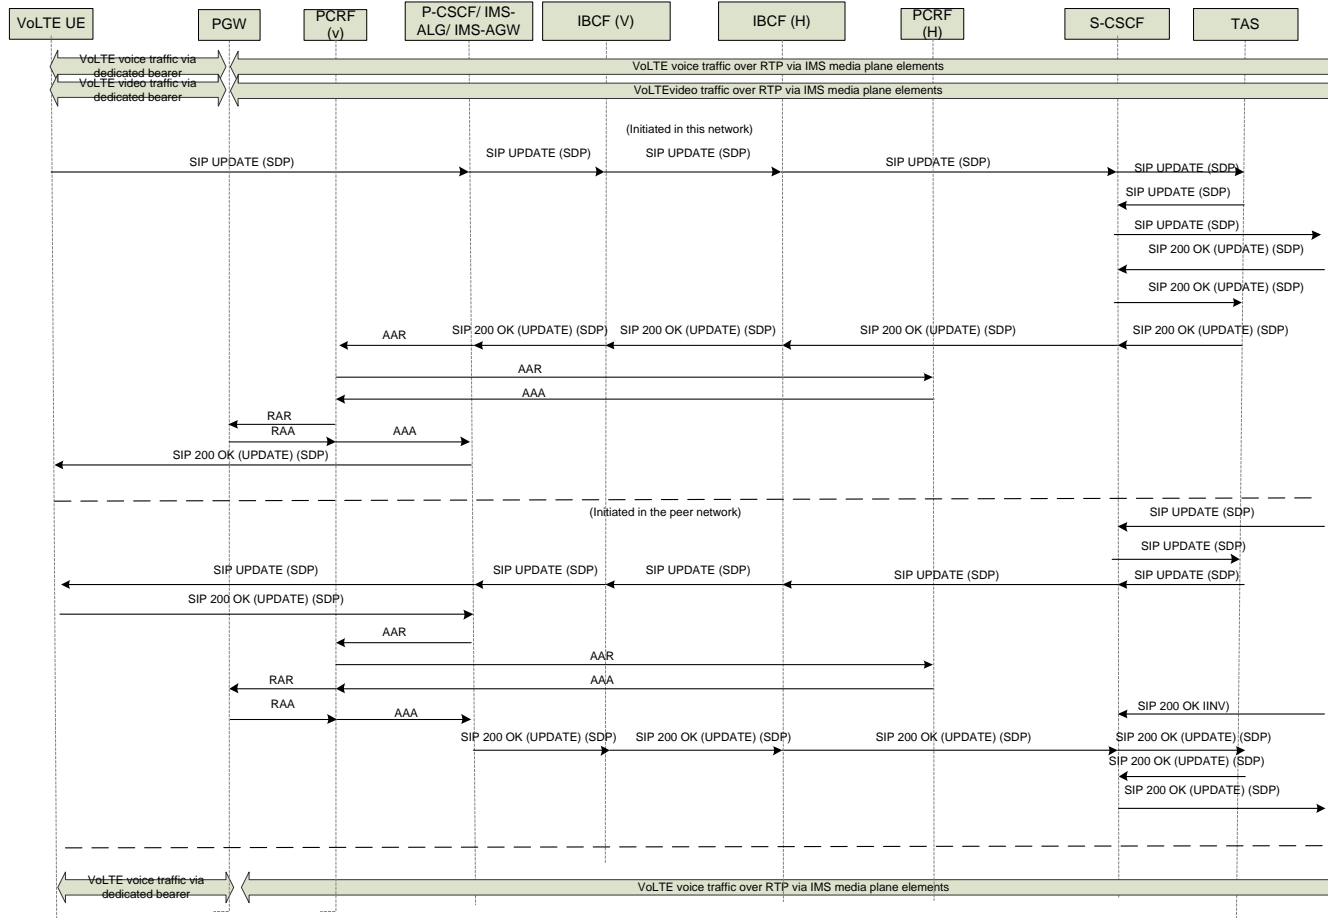 VoLTE UE
PGW
PCRF
(v)
P-CSCF/ IMS-
ALG/ IMS-AGW
IBCF (V)
IBCF (H)
PCRF
(H)
S-CSCF
TAS
VoLTE voice traffic via
dedicated bearer
VoLTE voice traffic over RTP via IMS media plane elements
VoLTE video traffic via
dedicated bearer
VoLTEvideo traffic over RTP via IMS media plane elements
(Initiated in this network)
SIP UPDATE (SDP)
SIP UPDATE (SDP)
SIP UPDATE (SDP)
SIP UPDATE (SDP)
SIP UPDATE (SDP)
SIP UPDATE (SDP)
SIP UPDATE (SDP)
SIP 200 OK (UPDATE) (SDP)
SIP 200 OK (UPDATE) (SDP)
AAR
SIP 200 OK (UPDATE) (SDP)
SIP 200 OK (UPDATE) (SDP)
SIP 200 OK (UPDATE) (SDP)
SIP 200 OK (UPDATE) (SDP)
AAR
AAA
RAR
RAA
AAA
SIP 200 OK (UPDATE) (SDP)
(Initiated in the peer network)
SIP UPDATE (SDP)
SIP UPDATE (SDP)
SIP UPDATE (SDP)
SIP UPDATE (SDP)
SIP UPDATE (SDP)
SIP UPDATE (SDP)
SIP UPDATE (SDP)
SIP 200 OK (UPDATE) (SDP)
AAR
AAR
RAR
AAA
RAA
AAA
SIP 200 OK IINV)
SIP 200 OK (UPDATE) (SDP)
SIP 200 OK (UPDATE) (SDP)
SIP 200 OK (UPDATE) (SDP)
SIP 200 OK (UPDATE) (SDP)
SIP 200 OK (UPDATE) (SDP)
SIP 200 OK (UPDATE) (SDP)
VoLTE voice traffic via
dedicated bearer
VoLTE voice traffic over RTP via IMS media plane elements